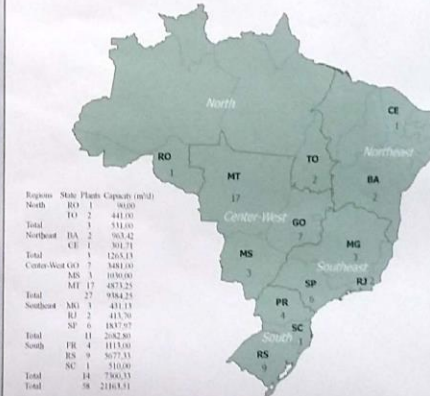 North
CE
1
Northeast
RO
1
TO
2
MT
17
BA
2
Center-West
GO
7
MG
3
MS
3
Southeast
SP
6
RJ 2
PR
4
SC
1
South
RS
9
Regions State Plants Capacity (m³/d)
North RO 1 90,00
TO 2 441.00
Total 3 531.00
Northeast BA 2 963.42
CE 1 301.71
Total 3 1265,13
Center-West GO 7 3481.00
MS 3 1030.00
MT 17 4873.25
Total 27 9384.25
Southeast MG 3 431.13
RJ 2 413.70
SP 6 1837.97
Total 11 2682.80
South PR 4 1113.00
RS 9 5677.33
SC 1 510.00
Total 14 7300.33
Total 58 21163.51